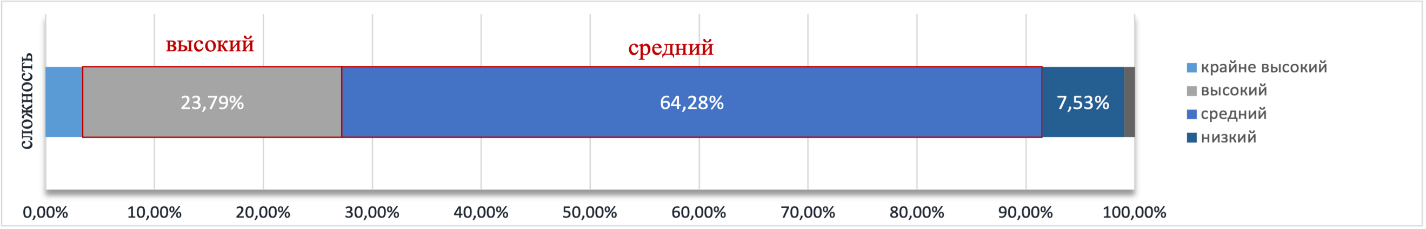 высокий
средний
сложность
23,79%
64,28%
7,53%
крайне высокий
высокий
средний
низкий
0,00% 10,00% 20,00% 30,00% 40,00% 50,00% 60,00% 70,00% 80,00% 90,00% 100,00%